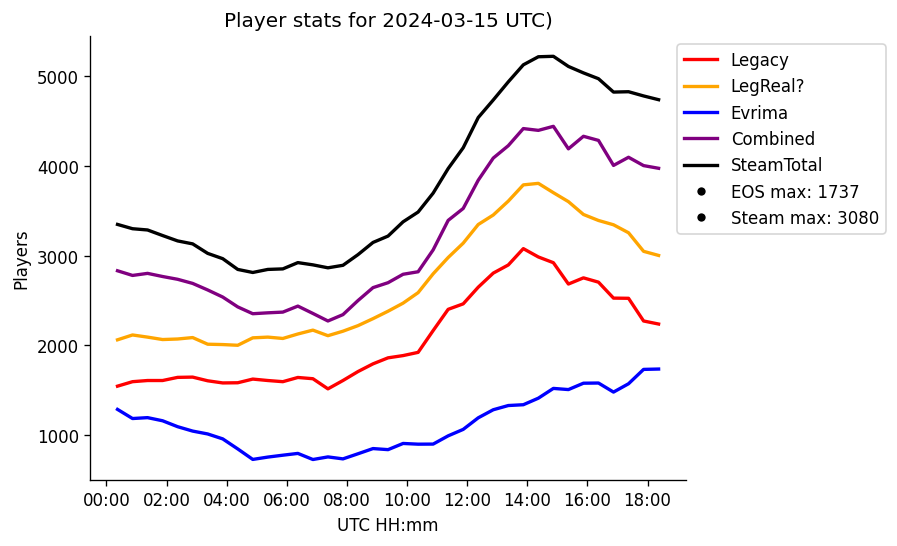 Player stats for 2024-03-15 UTC)
5000
4000
3000
2000
1000
Players
00:00 02:00 04:00 06:00 08:00 10:00 12:00 14:00 16:00 18:00
UTC HH:mm
Legacy
LegReal?
Evrima
Combined
SteamTotal
EOS max: 1737
Steam max: 3080